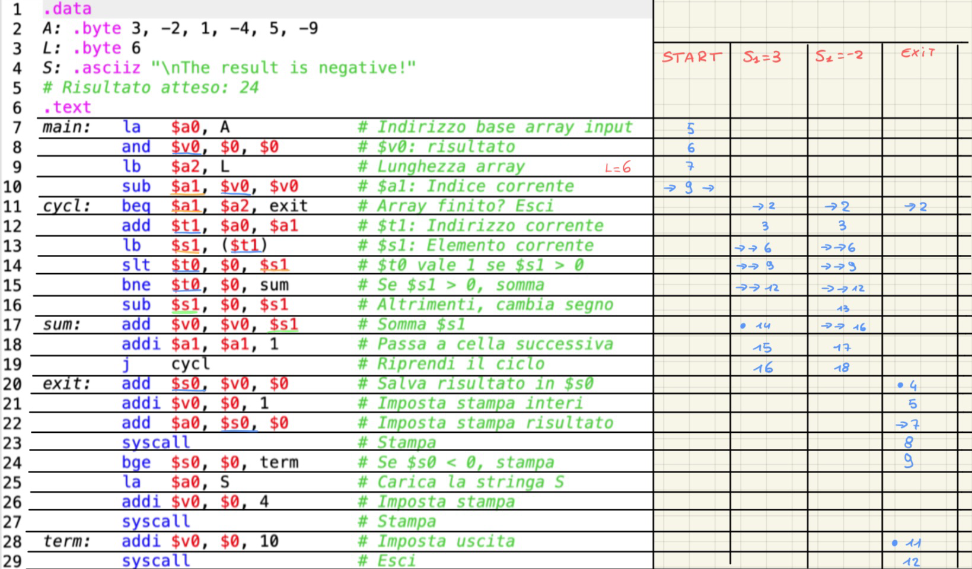 START S1=3 S1=-2 Exit
1 .data
2 A: .byte 3, -2, 1, -4, 5, -9
3 L: .byte 6
4 S: .asciiz "\nThe result is negative!"
5 # Risultato atteso: 24
6 .text
7 main: la $a0, A # Indirizzo base array input 5
8 and $v0, $0, $0 # $v0: risultato 6
9 lb $a2, L # Lunghezza array L=6 7
10 sub $a1, $v0, $v0 # $a1: Indice corrente → 9 →
11 cycl: beq $a1, $a2, exit # Array finito? Esci →2 →2 →2
12 add $t1, $a0, $a1 # $t1: Indirizzo corrente 3 3
13 lb $s1, ($t1) # $s1: Elemento corrente →→ 6 →→6
14 slt $t0, $0, $s1 # $t0 vale 1 se $s1 > 0 →→ 9 →→9
15 bne $t0, $0, sum # Se $s1 > 0, somma →→ 12 →→ 12
16 sub $s1, $0, $s1 # Altrimenti, cambia segno 13
17 sum: add $v0, $v0, $s1 # Somma $s1 • 14 →→ 16
18 addi $a1, $a1, 1 # Passa a cella successiva 15 17
19 j cycl # Riprendi il ciclo 16 18
20 exit: add $s0, $v0, $0 # Salva risultato in $s0 • 4
21 addi $v0, $0, 1 # Imposta stampa interi 5
22 add $a0, $s0, $0 # Imposta stampa risultato →7
23 syscall # Stampa 8
24 bge $s0, $0, term # Se $s0 < 0, stampa 9
25 la $a0, S # Carica la stringa S
26 addi $v0, $0, 4 # Imposta stampa
27 syscall # Stampa
28 term: addi $v0, $0, 10 # Imposta uscita • 11
29 syscall # Esci 12